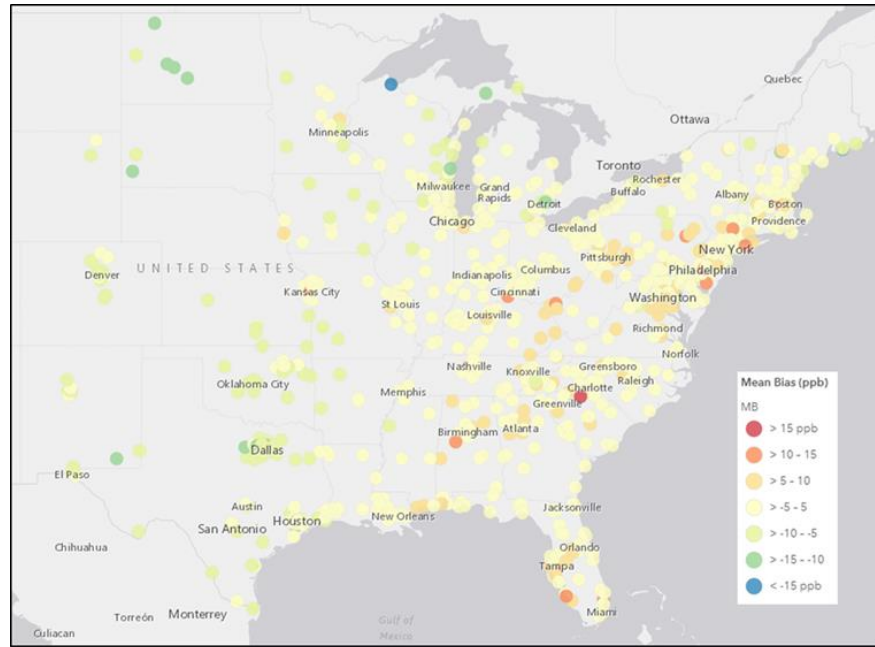 Quebec
Ottawa
Minneapolis
Toronto
Rochester
Milwaukee
Grand
Rapids
Buffalo
Albany
Detroit
Boston
Chicago
Providence
Cleveland
New York
Pittsburgh
Denver
UNITED STATES
Indianapolis
Columbus
Philadelphia
Kansas City
Cincinnati
Washington
St Louis
Louisville
Richmond
Norfolk
Nashville
Knoxville
Greensboro
Oklahoma City
Memphis
Charlotte
Raleigh
Greenville
Birmingham
Atlanta
Dallas
El Paso
Austin
Jacksonville
New Orleans
San Antonio
Houston
Chihuahua
Orlando
Tampa
Torreón
Monterrey
Miami
Gulf of
Mexico
Culiacan
Mean Bias (ppb)
MB
> 15 ppb
> 10 - 15
> 5 - 10
> -5 - 5
> -10 - -5
> -15 - -10
< -15 ppb